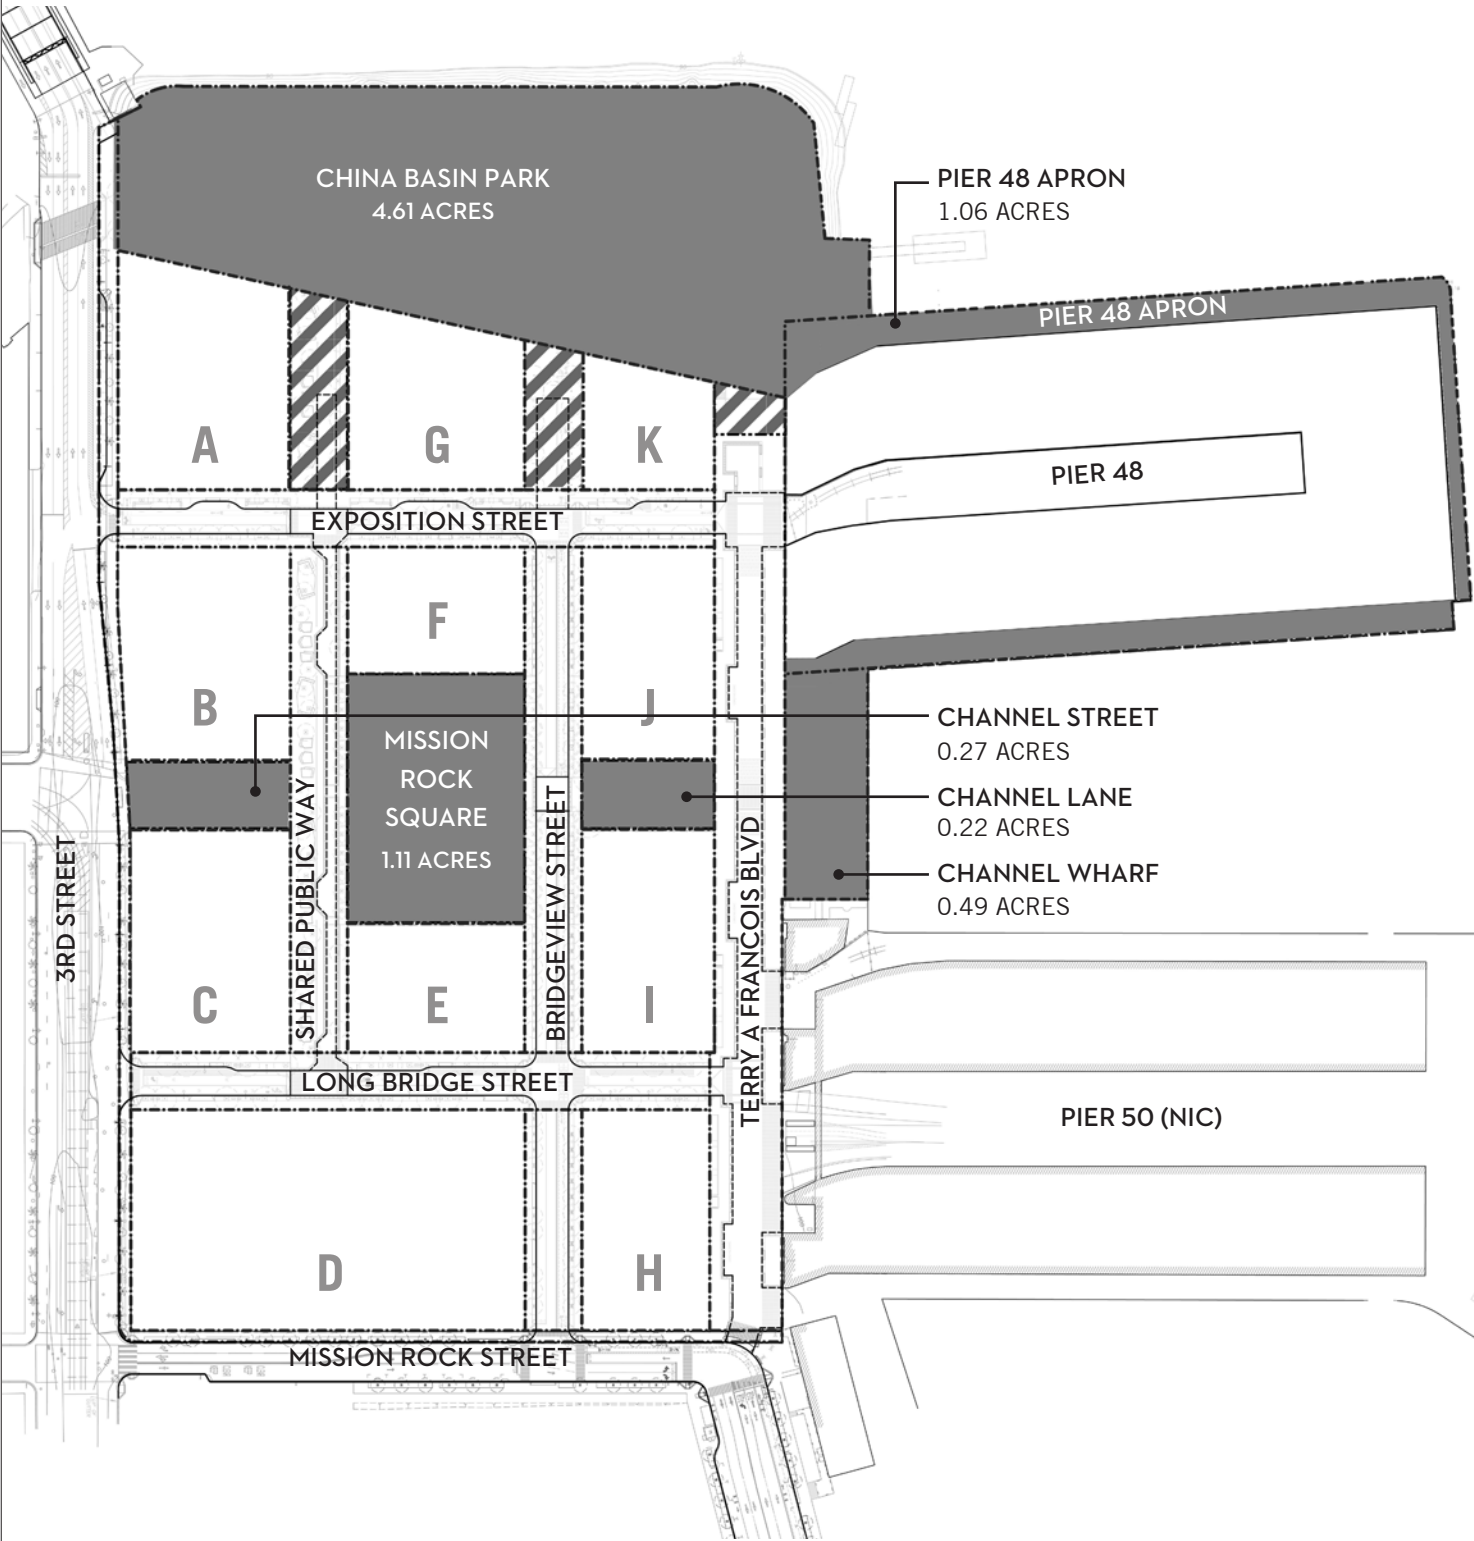 CHINA BASIN PARK
4.61 ACRES
PIER 48 APRON
1.06 ACRES
PIER 48 APRON
A
G
K
PIER 48
EXPOSITION STREET
F
B
J
CHANNEL STREET
0.27 ACRES
MISSION
ROCK
SQUARE
1.11 ACRES
CHANNEL LANE
0.22 ACRES
CHANNEL WHARF
0.49 ACRES
3RD STREET
SHARED PUBLIC WAY
BRIDGEVIEW STREET
TERRY A FRANCOIS BLVD
C
E
I
LONG BRIDGE STREET
PIER 50 (NIC)
D
H
MISSION ROCK STREET